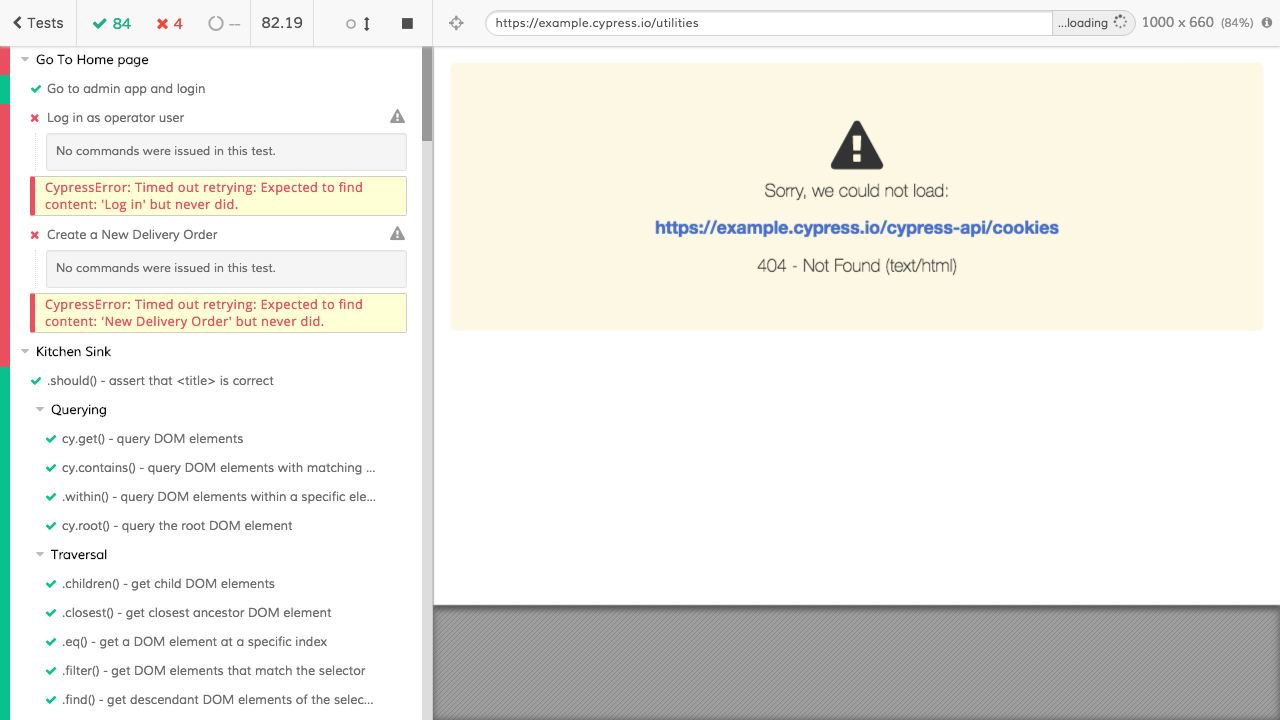 Tests 84 4 -- 82.19
https://example.cypress.io/utilities ...loading 1000 x 660 (84%)
Go To Home page
Go to admin app and login
Log in as operator user
No commands were issued in this test.
CypressError: Timed out retrying: Expected to find
content: 'Log in' but never did.
Create a New Delivery Order
No commands were issued in this test.
CypressError: Timed out retrying: Expected to find
content: 'New Delivery Order' but never did.
Kitchen Sink
.should() - assert that <title> is correct
Querying
cy.get() - query DOM elements
cy.contains() - query DOM elements with matching ...
.within() - query DOM elements within a specific ele...
cy.root() - query the root DOM element
Traversal
.children() - get child DOM elements
.closest() - get closest ancestor DOM element
.eq() - get a DOM element at a specific index
.filter() - get DOM elements that match the selector
.find() - get descendant DOM elements of the selec...
Sorry, we could not load:
https://example.cypress.io/cypress-api/cookies
404 - Not Found (text/html)